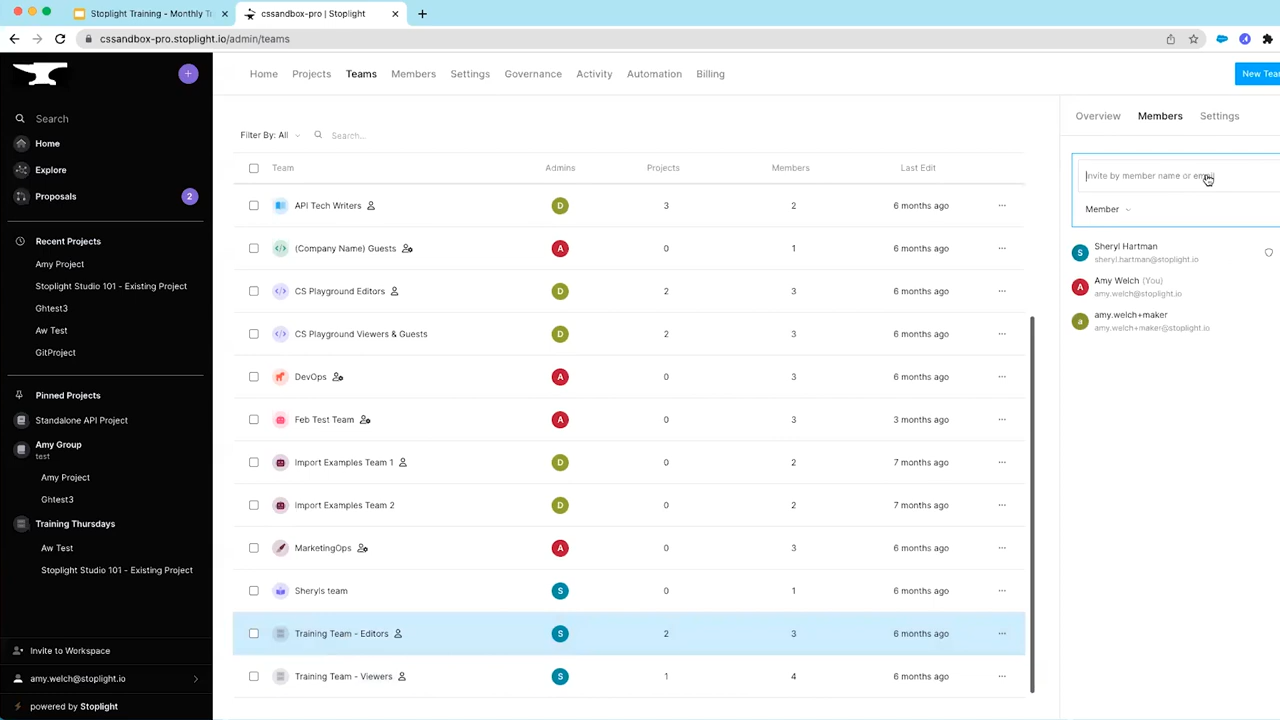 Stoplight Training - Monthly T
cssandbox-pro | Stoplight
cssandbox-pro.stoplight.io/admin/teams
Home Projects Teams Members Settings Governance Activity Automation Billing
New Tea
Search
Home
Explore
Proposals 2
Recent Projects
Amy Project
Stoplight Studio 101 - Existing Project
Ghtest3
Aw Test
GitProject
Pinned Projects
Standalone API Project
Amy Group
test
Amy Project
Ghtest3
Training Thursdays
Aw Test
Stoplight Studio 101 - Existing Project
Invite to Workspace
amy.welch@stoplight.io
powered by Stoplight
Filter By: All Search...
Team Admins Projects Members Last Edit
API Tech Writers D 3 2 6 months ago
(Company Name) Guests A 0 1 6 months ago
CS Playground Editors D 2 3 6 months ago
CS Playground Viewers & Guests D 2 3 6 months ago
DevOps A 0 3 6 months ago
Feb Test Team A 0 3 3 months ago
Import Examples Team 1 D 0 2 7 months ago
Import Examples Team 2 D 0 2 7 months ago
MarketingOps A 0 3 6 months ago
Sheryls team S 0 1 6 months ago
Training Team - Editors S 2 3 6 months ago
Training Team - Viewers S 1 4 6 months ago
Overview Members Settings
Invite by member name or email
Member
S Sheryl Hartman
sheryl.hartman@stoplight.io
A Amy Welch (You)
amy.welch@stoplight.io
a amy.welch+maker
amy.welch+maker@stoplight.io